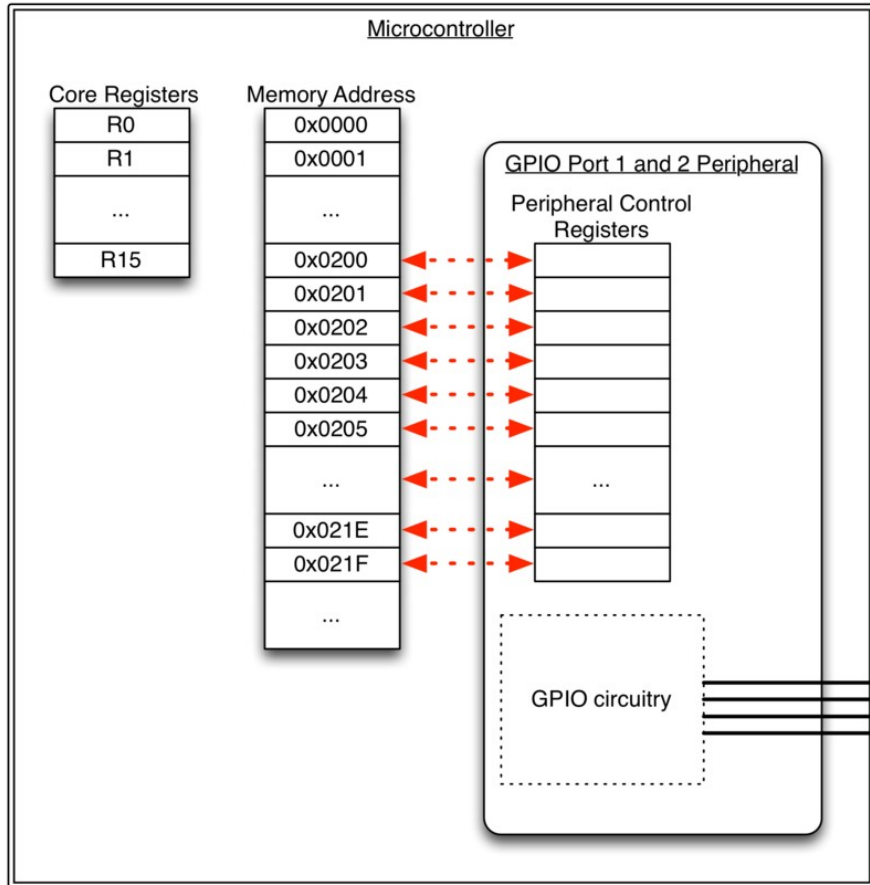 Microcontroller
Core Registers
R0
R1
...
R15
Memory Address
0x0000
0x0001
...
0x0200
0x0201
0x0202
0x0203
0x0204
0x0205
...
0x021E
0x021F
...
GPIO Port 1 and 2 Peripheral
Peripheral Control
Registers
...
GPIO circuitry